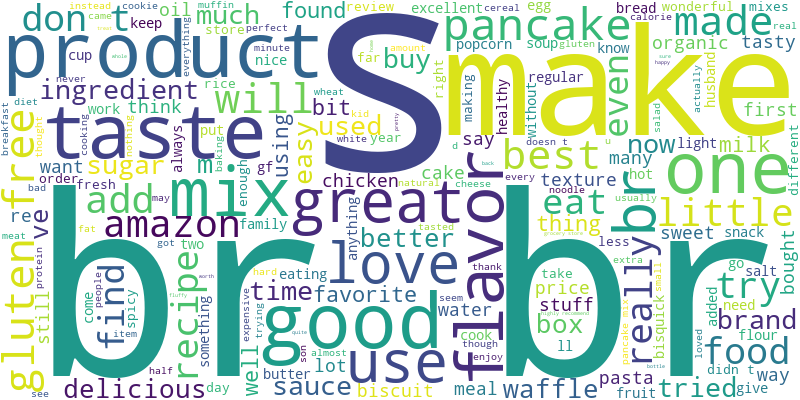 br br
S
make
product
taste
mix
great
good
love
use
one
flavor
little
pancake
made
will
don t
much
gluten free
add
amazon
delicious
recipe
find
sugar
ingredient
found
oil
keep
cup
work
think
using
easy
used
bit
buy
even
best
eat
br
really
try
food
brand
waffle
tried
time
favorite
better
sauce
well
water
box
stuff
price
thing
texture
many
now
milk
first
tasty
organic
husband
know
healthy
regular
without
soup
popcorn
egg
excellent
review
store
nice
minute
perfect
cookie
muffin
instead
came
cereal
calorie
bread
mixes
wonderful
real
actually
right
far
amount
making
say
chicken
cake
cheese
natural
anything
family
enough
gf
always
put
rice
year
white
kid
baking
nothing
cooking
wheat
diet
never
breakfast
thought
whole
everything
pretty
happy
sure
salad
light
different
doesn t
d
u
hot
usually
sweet
snack
less
salt
go
need
bought
way
give
didn t
flour
added
bisquick
small
pancake mix
extra
take
ll
highly recommend
grocery store
every
noodle
back
thank
tasted
eating
hard
seem
though
cook
enjoy
meal
pasta
fruit
loved
bottle
biscuit
butter
lot
almost
son
quite
trying
expensive
something
worth
fluffy
two
got
may
fat
fresh
order
bad
want
m
ve
re
still
meat
protein
come
people
spicy
item
half
day
see